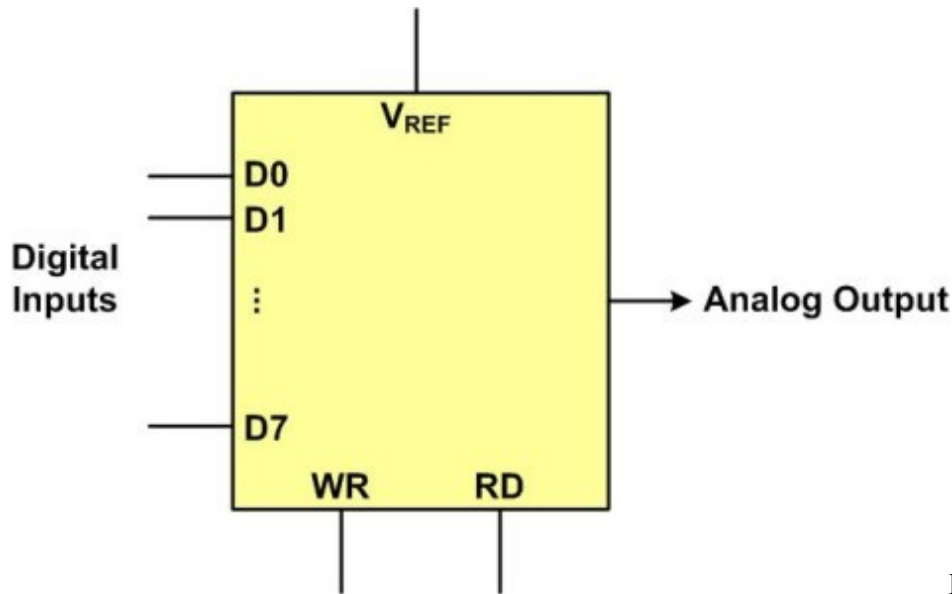 VREF
D0
D1
Digital
Inputs
⋮
Analog Output
D7
WR
RD